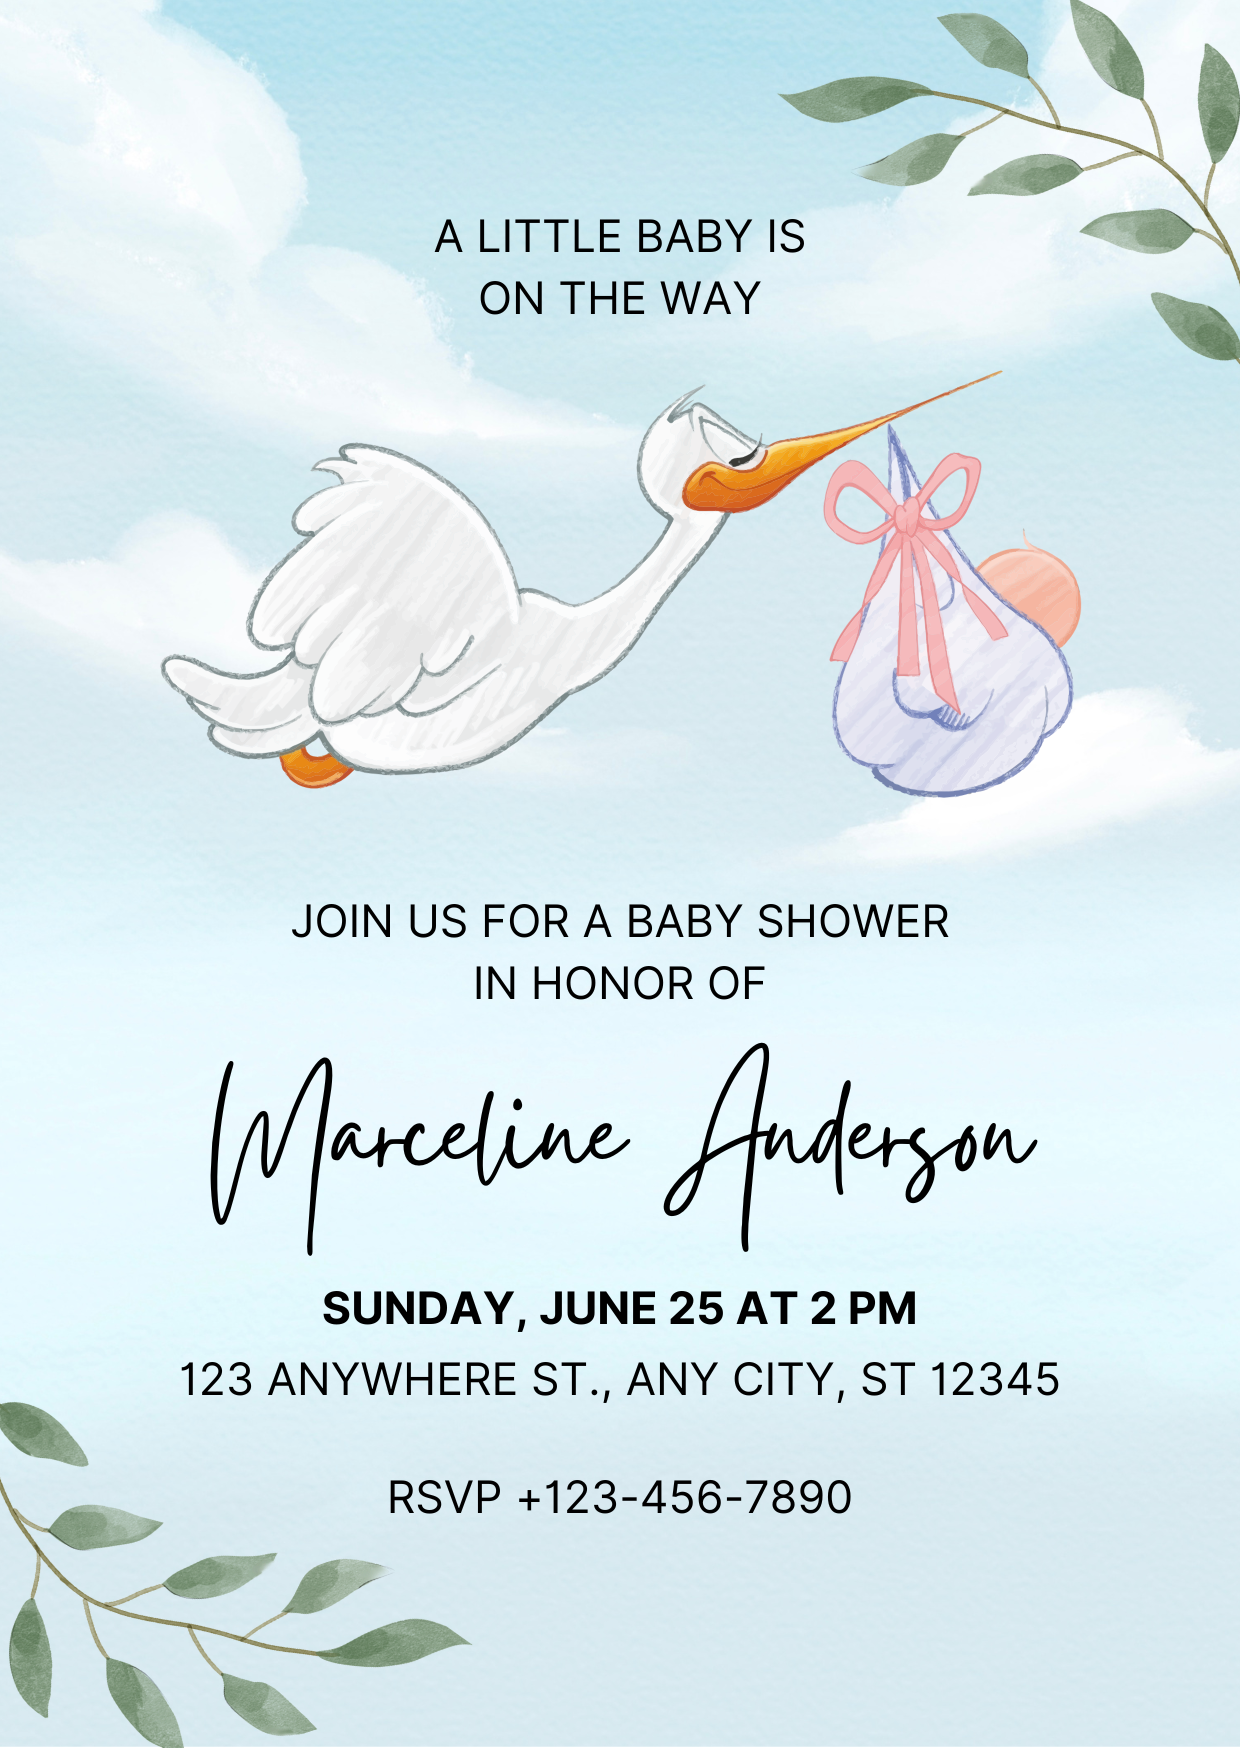 A LITTLE BABY IS
ON THE WAY
JOIN US FOR A BABY SHOWER
IN HONOR OF
Marceline Anderson
SUNDAY, JUNE 25 AT 2 PM
123 ANYWHERE ST., ANY CITY, ST 12345
RSVP +123-456-7890